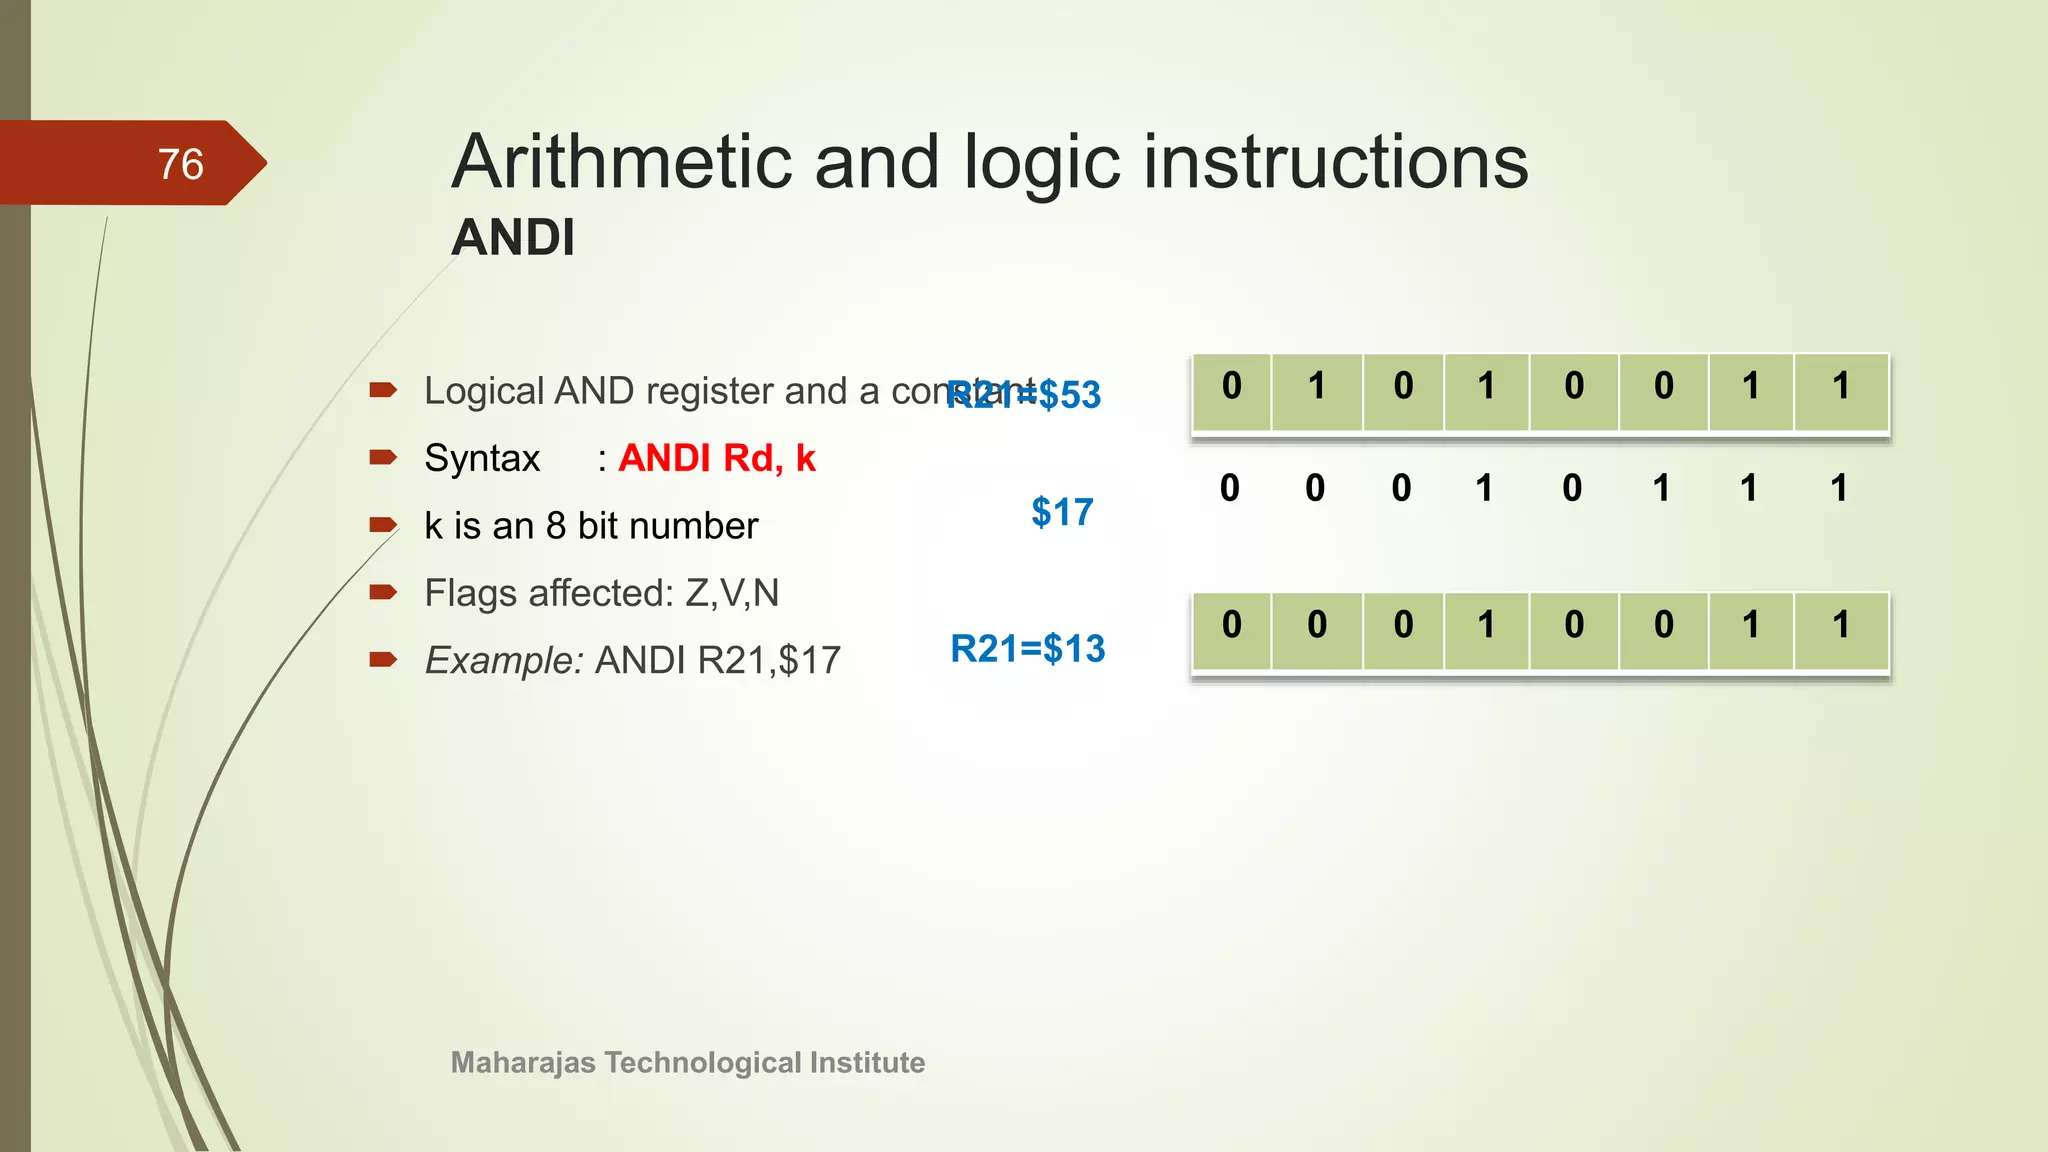 76
Arithmetic and logic instructions
ANDI
Logical AND register and a constant
Syntax : ANDI Rd, k
k is an 8 bit number
Flags affected: Z,V,N
Example: ANDI R21,$17
R21=$53
0 1 0 1 0 0 1 1
$17
0 0 0 1 0 1 1 1
R21=$13
0 0 0 1 0 0 1 1
Maharajas Technological Institute